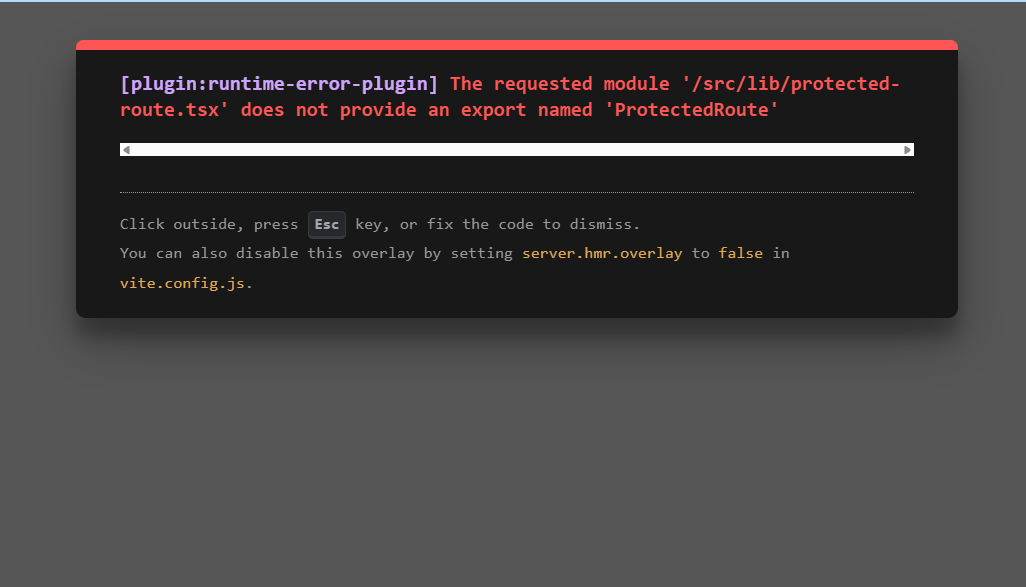 [plugin:runtime-error-plugin] The requested module '/src/lib/protected-
route.tsx' does not provide an export named 'ProtectedRoute'
Click outside, press Esc key, or fix the code to dismiss.
You can also disable this overlay by setting server.hmr.overlay to false in
vite.config.js.